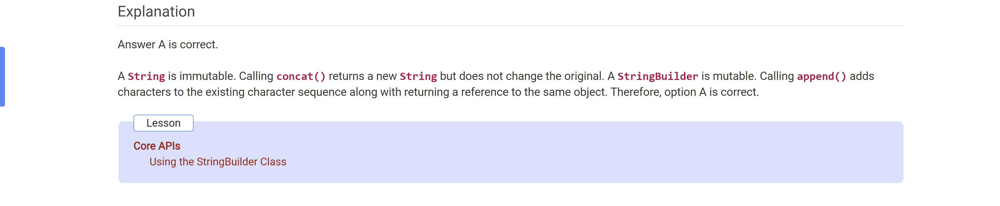 Explanation
Answer A is correct.
A String is immutable. Calling concat() returns a new String but does not change the original. A StringBuilder is mutable. Calling append() adds
characters to the existing character sequence along with returning a reference to the same object. Therefore, option A is correct.
Lesson
Core APIs
Using the StringBuilder Class